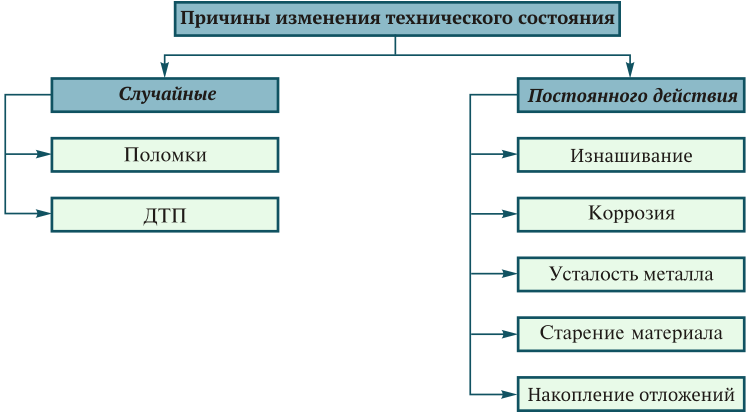 Причины изменения технического состояния
Случайные
Постоянного действия
Поломки
Изнашивание
ДТП
Коррозия
Усталость металла
Старение материала
Накопление отложений